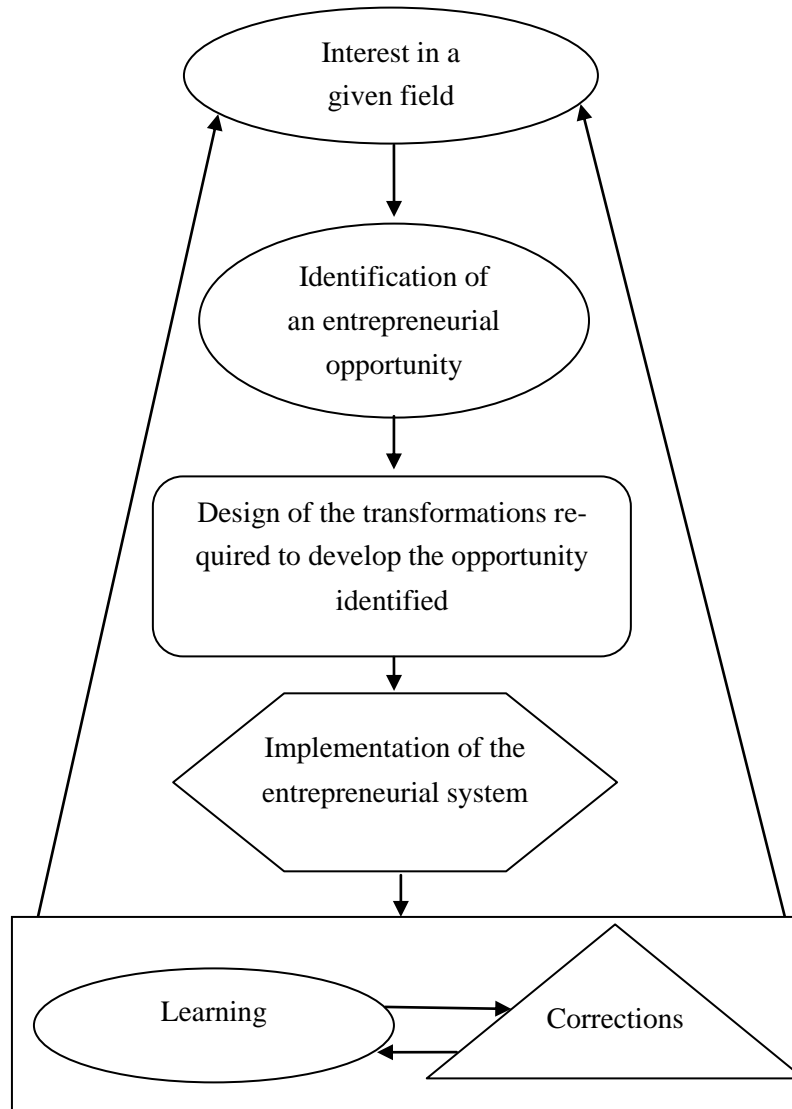 Interest in a
given field
Identification of
an entrepreneurial
opportunity
Design of the transformations re-
quired to develop the opportunity
identified
Implementation of the
entrepreneurial system
Learning
Corrections